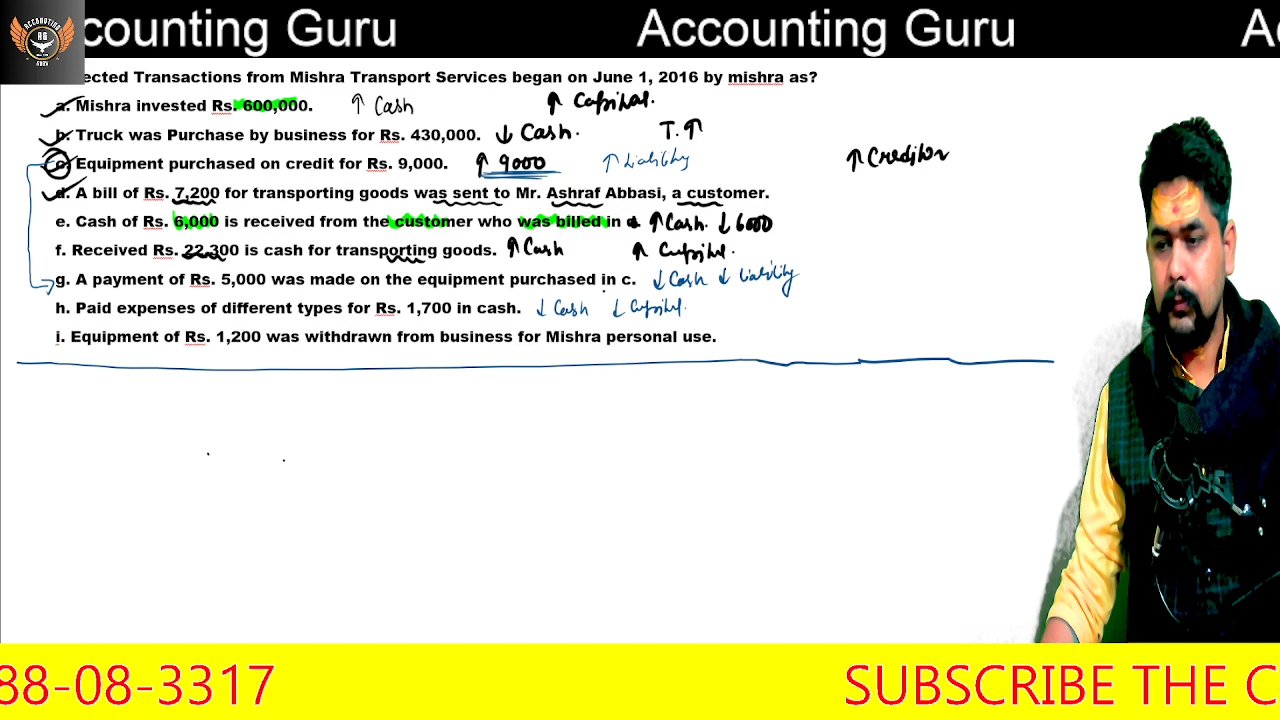 ACCOUNTING
AG
GURU
counting Guru Accounting Guru Ac
ected Transactions from Mishra Transport Services began on June 1, 2016 by mishra as?
a. Mishra invested Rs. 600,000. ↑ Cash ↑ Capital.
b. Truck was Purchase by business for Rs. 430,000. ↓ Cash. T. ↑
c. Equipment purchased on credit for Rs. 9,000. ↑ 9000 ↑ Liability ↑ Creditor
d. A bill of Rs. 7,200 for transporting goods was sent to Mr. Ashraf Abbasi, a customer.
e. Cash of Rs. 6,000 is received from the customer who was billed in ↑ Cash. ↓ 6000
f. Received Rs. 22,300 is cash for transporting goods. ↑ Cash ↑ Capital.
g. A payment of Rs. 5,000 was made on the equipment purchased in c. ↓ Cash ↓ Liability
h. Paid expenses of different types for Rs. 1,700 in cash. ↓ Cash ↓ Capital.
i. Equipment of Rs. 1,200 was withdrawn from business for Mishra personal use.
88-08-3317 SUBSCRIBE THE C